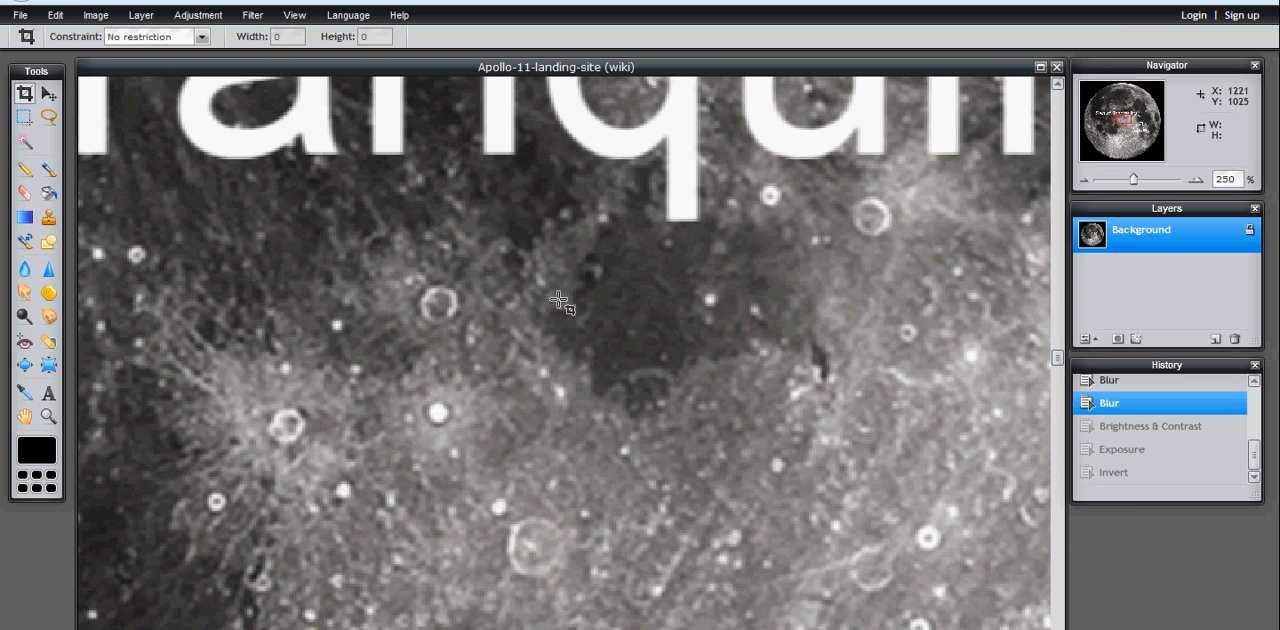 File Edit Image Layer Adjustment Filter View Language Help Login | Sign up
Constraint: No restriction Width: 0 Height: 0
Tools
Apollo-11-landing-site (wiki)
Navigator
X: 1221
Y: 1025
W:
H:
250 %
Layers
Background
History
Blur
Blur
Brightness & Contrast
Exposure
Invert
A
ranquili